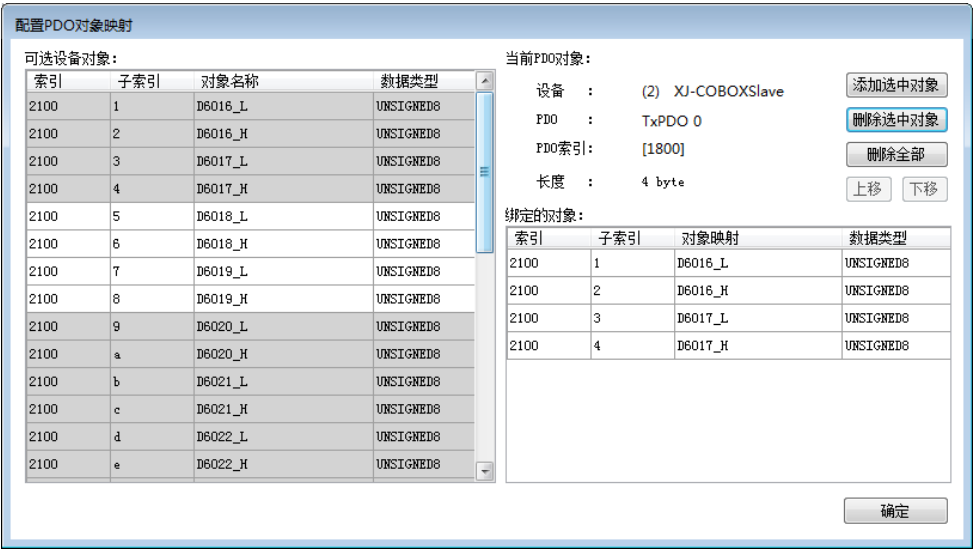 配置PDO对象映射
可选设备对象:
索引 子索引 对象名称 数据类型
2100 1 D6016_L UNSIGNED8
2100 2 D6016_H UNSIGNED8
2100 3 D6017_L UNSIGNED8
2100 4 D6017_H UNSIGNED8
2100 5 D6018_L UNSIGNED8
2100 6 D6018_H UNSIGNED8
2100 7 D6019_L UNSIGNED8
2100 8 D6019_H UNSIGNED8
2100 9 D6020_L UNSIGNED8
2100 a D6020_H UNSIGNED8
2100 b D6021_L UNSIGNED8
2100 c D6021_H UNSIGNED8
2100 d D6022_L UNSIGNED8
2100 e D6022_H UNSIGNED8
当前PDO对象:
设备 : (2) XJ-COBOXSlave
PDO : TxPDO 0
PDO索引: [1800]
长度 : 4 byte
添加选中对象
删除选中对象
删除全部
上移 下移
绑定的对象:
索引 子索引 对象映射 数据类型
2100 1 D6016_L UNSIGNED8
2100 2 D6016_H UNSIGNED8
2100 3 D6017_L UNSIGNED8
2100 4 D6017_H UNSIGNED8
确定